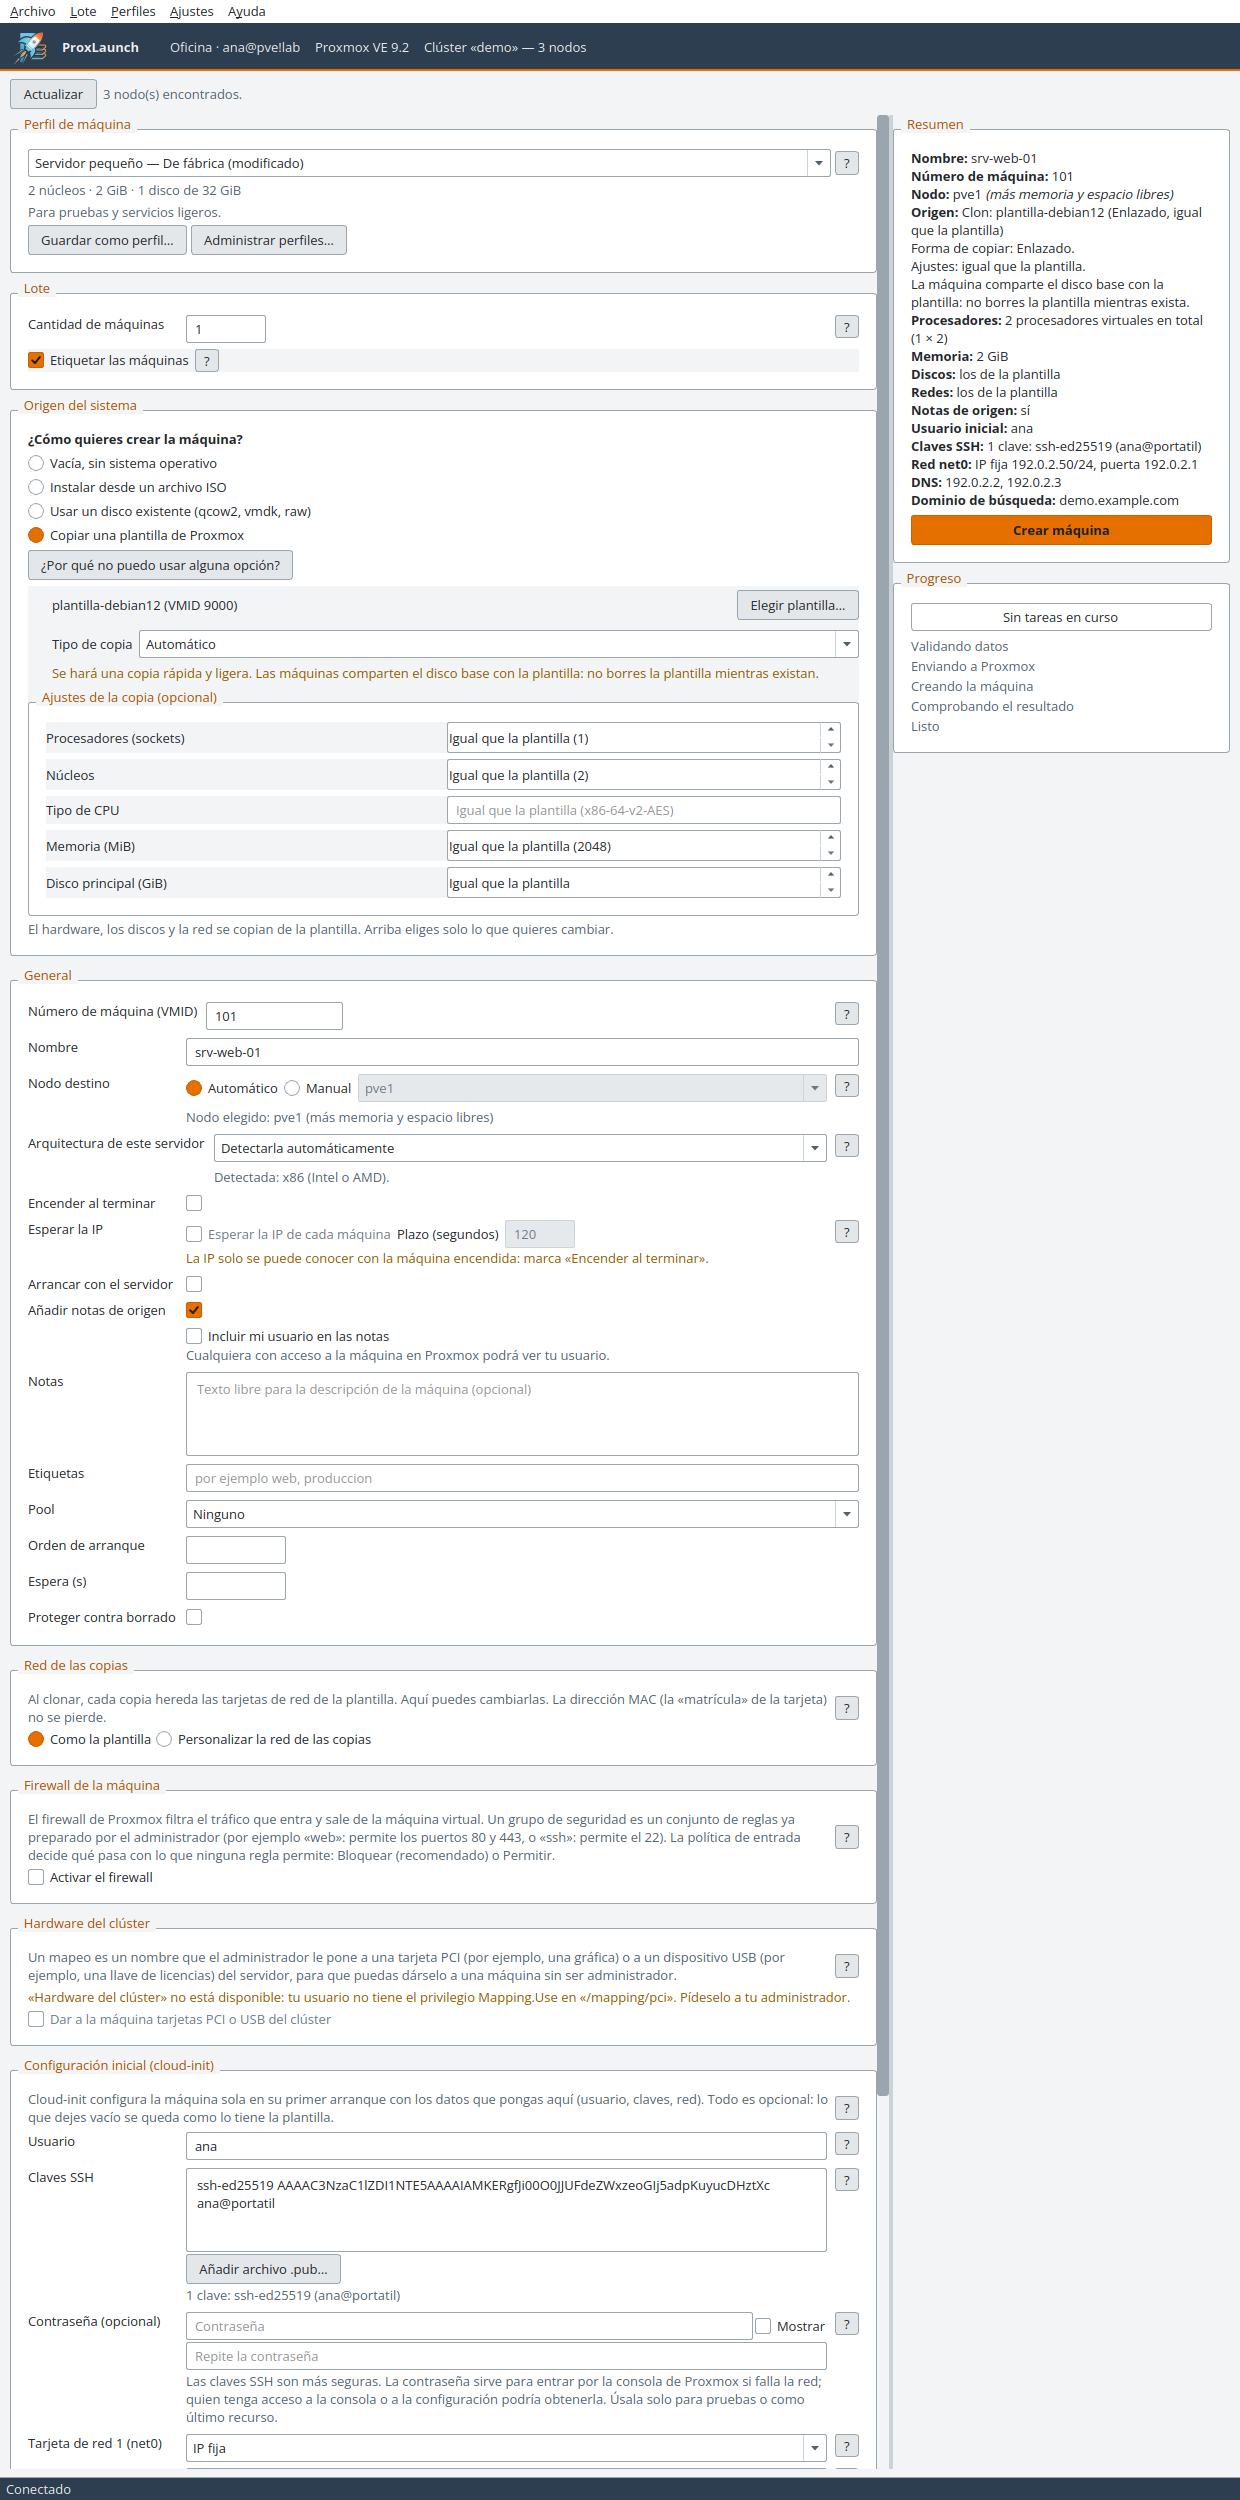 Archivo Lote Perfiles Ajustes Ayuda
ProxLaunch Oficina · ana@pve!lab Proxmox VE 9.2 Clúster «demo» — 3 nodos
Actualizar 3 nodo(s) encontrados.
Perfil de máquina
Servidor pequeño — De fábrica (modificado) ?
2 núcleos · 2 GiB · 1 disco de 32 GiB
Para pruebas y servicios ligeros.
Guardar como perfil... Administrar perfiles...
Lote
Cantidad de máquinas 1 ?
Etiquetar las máquinas ?
Origen del sistema
¿Cómo quieres crear la máquina?
Vacía, sin sistema operativo
Instalar desde un archivo ISO
Usar un disco existente (qcow2, vmdk, raw)
Copiar una plantilla de Proxmox
¿Por qué no puedo usar alguna opción?
plantilla-debian12 (VMID 9000) Elegir plantilla...
Tipo de copia Automático
Se hará una copia rápida y ligera. Las máquinas comparten el disco base con la plantilla: no borres la plantilla mientras existan.
Ajustes de la copia (opcional)
Procesadores (sockets) Igual que la plantilla (1)
Núcleos Igual que la plantilla (2)
Tipo de CPU Igual que la plantilla (x86-64-v2-AES)
Memoria (MiB) Igual que la plantilla (2048)
Disco principal (GiB) Igual que la plantilla
El hardware, los discos y la red se copian de la plantilla. Arriba eliges solo lo que quieres cambiar.
General
Número de máquina (VMID) 101 ?
Nombre srv-web-01
Nodo destino Automático Manual pve1 ?
Nodo elegido: pve1 (más memoria y espacio libres)
Arquitectura de este servidor Detectarla automáticamente ?
Detectada: x86 (Intel o AMD).
Encender al terminar
Esperar la IP Esperar la IP de cada máquina Plazo (segundos) 120 ?
La IP solo se puede conocer con la máquina encendida: marca «Encender al terminar».
Arrancar con el servidor
Añadir notas de origen
Incluir mi usuario en las notas
Cualquiera con acceso a la máquina en Proxmox podrá ver tu usuario.
Notas Texto libre para la descripción de la máquina (opcional)
Etiquetas por ejemplo web, produccion
Pool Ninguno
Orden de arranque
Espera (s)
Proteger contra borrado
Red de las copias
Al clonar, cada copia hereda las tarjetas de red de la plantilla. Aquí puedes cambiarlas. La dirección MAC (la «matrícula» de la tarjeta)
no se pierde. ?
Como la plantilla Personalizar la red de las copias
Firewall de la máquina
El firewall de Proxmox filtra el tráfico que entra y sale de la máquina virtual. Un grupo de seguridad es un conjunto de reglas ya
preparado por el administrador (por ejemplo «web»: permite los puertos 80 y 443, o «ssh»: permite el 22). La política de entrada ?
decide qué pasa con lo que ninguna regla permite: Bloquear (recomendado) o Permitir.
Activar el firewall
Hardware del clúster
Un mapeo es un nombre que el administrador le pone a una tarjeta PCI (por ejemplo, una gráfica) o a un dispositivo USB (por
ejemplo, una llave de licencias) del servidor, para que puedas dárselo a una máquina sin ser administrador. ?
«Hardware del clúster» no está disponible: tu usuario no tiene el privilegio Mapping.Use en «/mapping/pci». Pídeselo a tu administrador.
Dar a la máquina tarjetas PCI o USB del clúster
Configuración inicial (cloud-init)
Cloud-init configura la máquina sola en su primer arranque con los datos que pongas aquí (usuario, claves, red). Todo es opcional: lo
que dejes vacío se queda como lo tiene la plantilla. ?
Usuario ana ?
Claves SSH ssh-ed25519 AAAAC3NzaC1lZDI1NTE5AAAAIAMKERgfJi00O0JJUFdeZWxzeoGIj5adpKuyucDHztXc ?
ana@portatil
Añadir archivo .pub...
1 clave: ssh-ed25519 (ana@portatil)
Contraseña (opcional) Contraseña Mostrar ?
Repite la contraseña
Las claves SSH son más seguras. La contraseña sirve para entrar por la consola de Proxmox si falla la red;
quien tenga acceso a la consola o a la configuración podría obtenerla. Úsala solo para pruebas o como
último recurso.
Tarjeta de red 1 (net0) IP fija ?
Resumen
Nombre: srv-web-01
Número de máquina: 101
Nodo: pve1 (más memoria y espacio libres)
Origen: Clon: plantilla-debian12 (Enlazado, igual
que la plantilla)
Forma de copiar: Enlazado.
Ajustes: igual que la plantilla.
La máquina comparte el disco base con la
plantilla: no borres la plantilla mientras exista.
Procesadores: 2 procesadores virtuales en total
(1 × 2)
Memoria: 2 GiB
Discos: los de la plantilla
Redes: los de la plantilla
Notas de origen: sí
Usuario inicial: ana
Claves SSH: 1 clave: ssh-ed25519 (ana@portatil)
Red net0: IP fija 192.0.2.50/24, puerta 192.0.2.1
DNS: 192.0.2.2, 192.0.2.3
Dominio de búsqueda: demo.example.com
Crear máquina
Progreso
Sin tareas en curso
Validando datos
Enviando a Proxmox
Creando la máquina
Comprobando el resultado
Listo
Conectado